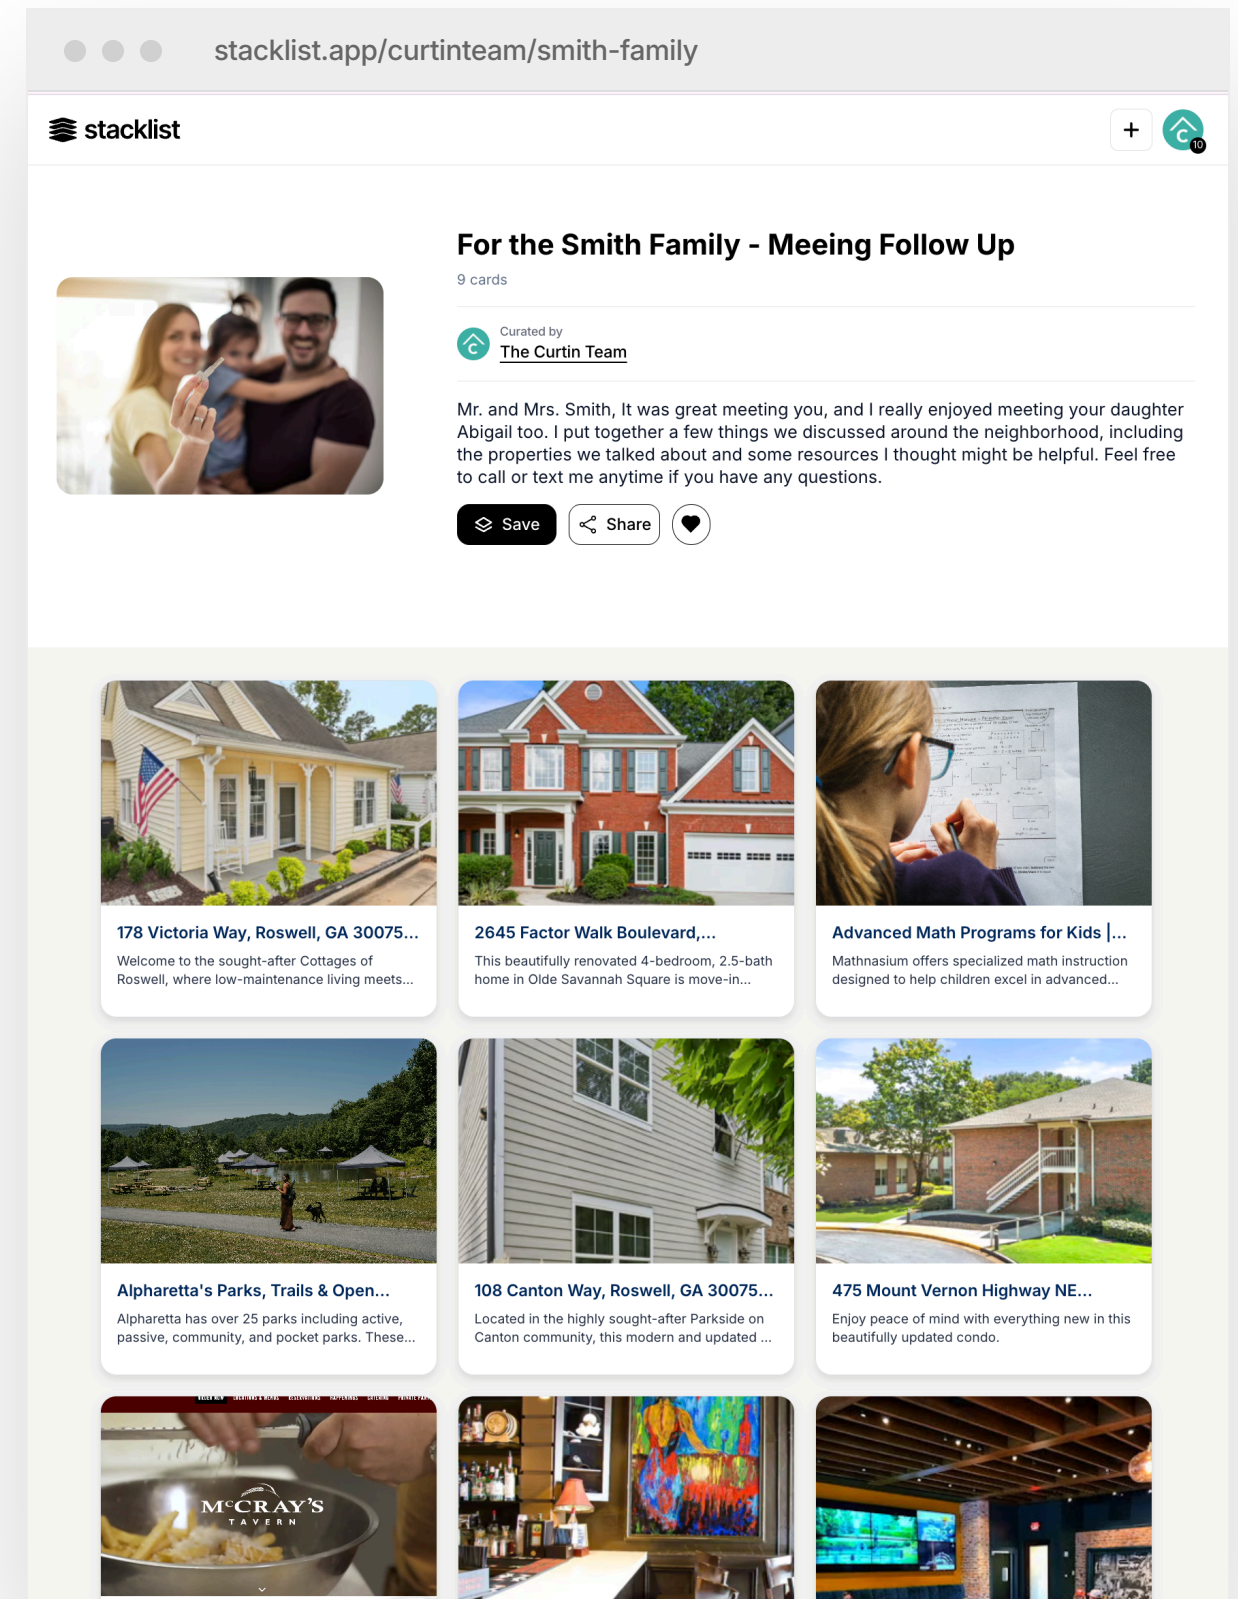 stacklist.app/curtinteam/smith-family
stacklist
+
10
For the Smith Family - Meeing Follow Up
9 cards
Curated by
The Curtin Team
Mr. and Mrs. Smith, It was great meeting you, and I really enjoyed meeting your daughter
Abigail too. I put together a few things we discussed around the neighborhood, including
the properties we talked about and some resources I thought might be helpful. Feel free
to call or text me anytime if you have any questions.
Save
Share
178 Victoria Way, Roswell, GA 30075...
Welcome to the sought-after Cottages of
Roswell, where low-maintenance living meets...
2645 Factor Walk Boulevard,...
This beautifully renovated 4-bedroom, 2.5-bath
home in Olde Savannah Square is move-in...
Advanced Math Programs for Kids |...
Mathnasium offers specialized math instruction
designed to help children excel in advanced...
Alpharetta's Parks, Trails & Open...
Alpharetta has over 25 parks including active,
passive, community, and pocket parks. These...
108 Canton Way, Roswell, GA 30075...
Located in the highly sought-after Parkside on
Canton community, this modern and updated ...
475 Mount Vernon Highway NE...
Enjoy peace of mind with everything new in this
beautifully updated condo.
ORDER NOW LOCATIONS & MENUS RESERVATIONS HAPPENINGS CATERING
McCRAY'S
TAVERN